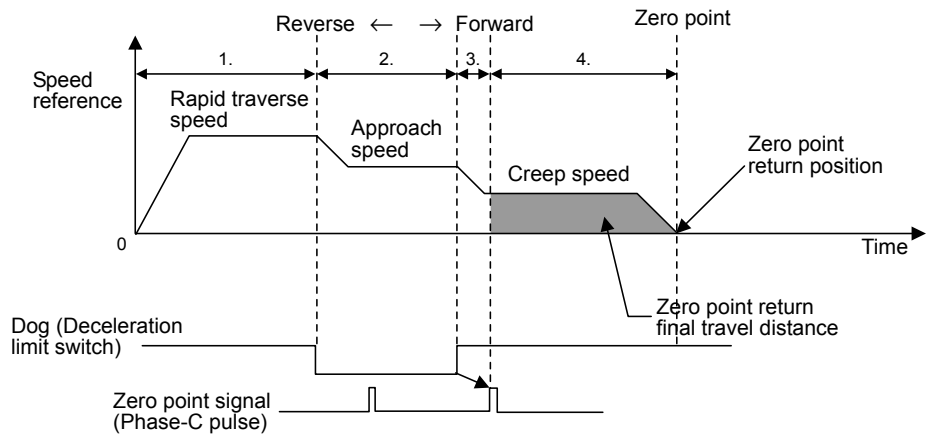 Reverse ← → Forward
Zero point
1.
2.
3.
4.
Speed
reference
Rapid traverse
speed
Approach
speed
Creep speed
Zero point
return position
0
Time
Zero point return
final travel distance
Dog (Deceleration
limit switch)
Zero point signal
(Phase-C pulse)